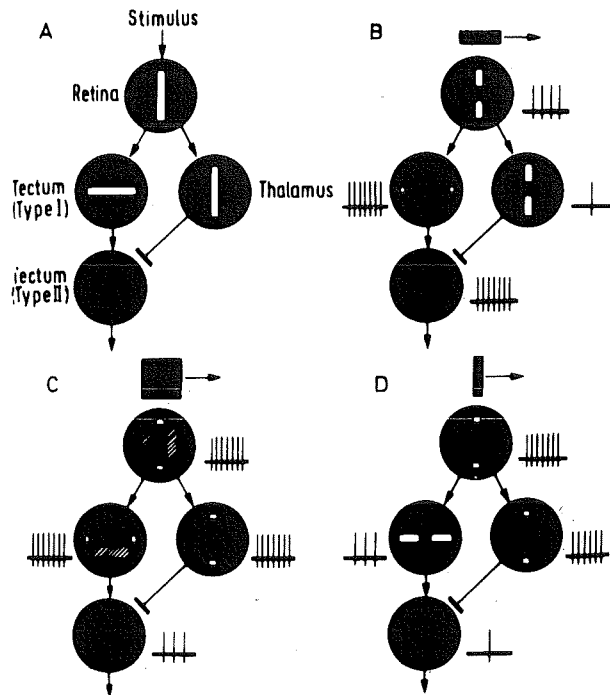 A
Stimulus
B
Retina
Tectum
(Type I)
Thalamus
Tectum
(Type II)
C
D